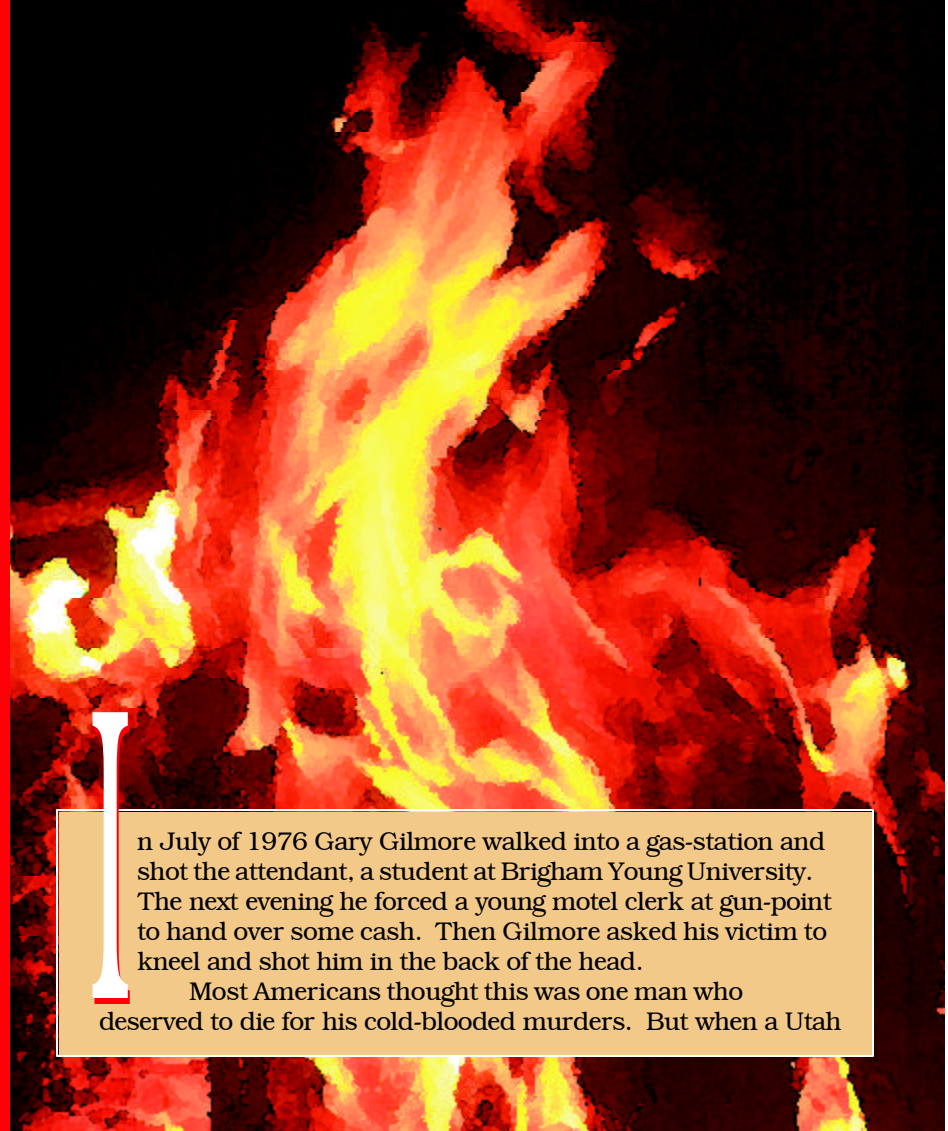 In July of 1976 Gary Gilmore walked into a gas-station and
shot the attendant, a student at Brigham Young University.
The next evening he forced a young motel clerk at gun-point
to hand over some cash.  Then Gilmore asked his victim to
kneel and shot him in the back of the head.
Most Americans thought this was one man who
deserved to die for his cold-blooded murders.  But when a Utah